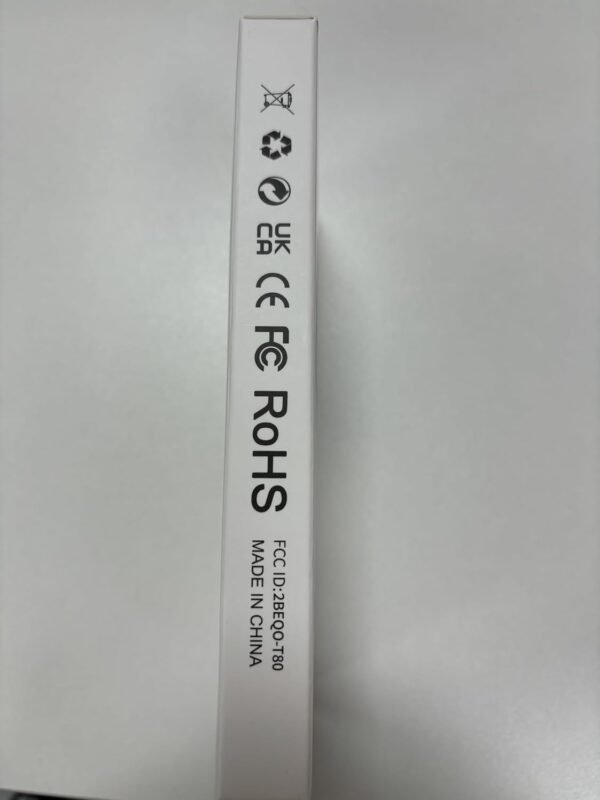 UK
CA
CE
FC
RoHS
FCC ID:2BEQO-T80
MADE IN CHINA